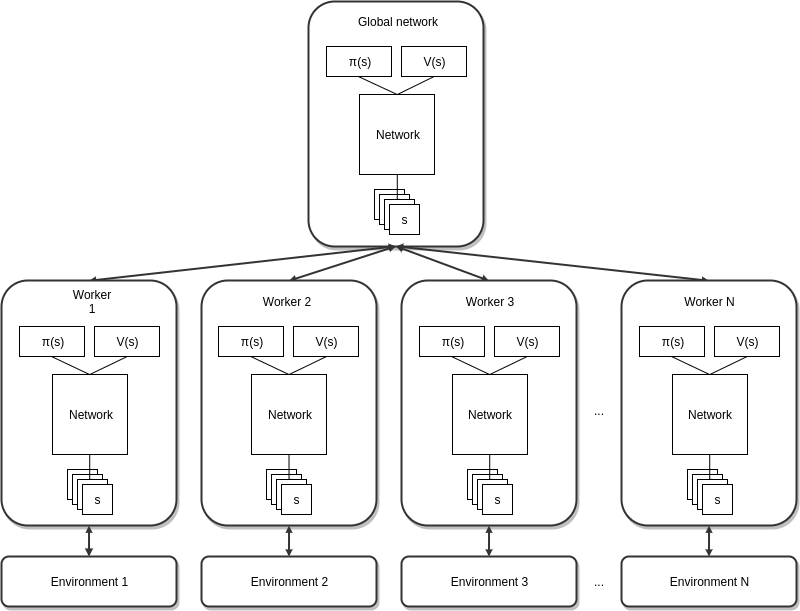 Global network
π(s)
V(s)
Network
s
Worker
1
π(s)
V(s)
Network
s
Worker 2
π(s)
V(s)
Network
s
Worker 3
π(s)
V(s)
Network
s
...
Worker N
π(s)
V(s)
Network
s
Environment 1
Environment 2
Environment 3
...
Environment N